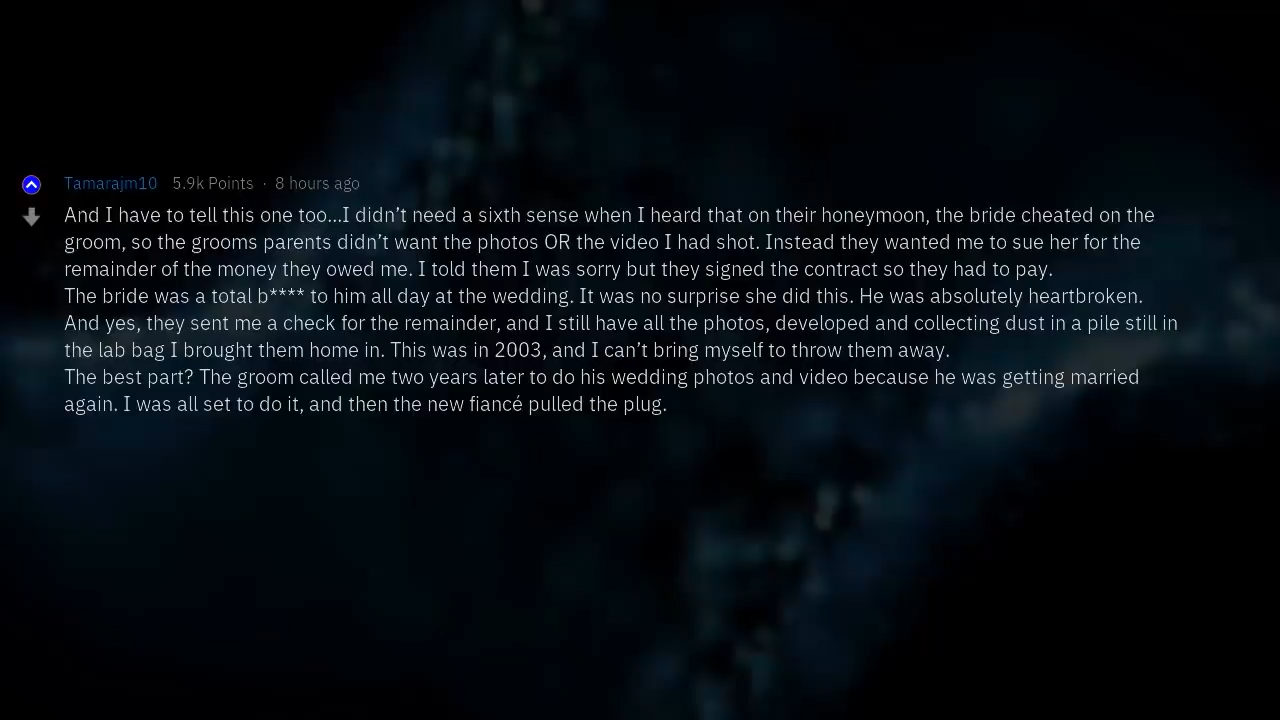 Tamarajm10 5.9k Points · 8 hours ago
And I have to tell this one too...I didn’t need a sixth sense when I heard that on their honeymoon, the bride cheated on the
groom, so the grooms parents didn’t want the photos OR the video I had shot. Instead they wanted me to sue her for the
remainder of the money they owed me. I told them I was sorry but they signed the contract so they had to pay.
The bride was a total b**** to him all day at the wedding. It was no surprise she did this. He was absolutely heartbroken.
And yes, they sent me a check for the remainder, and I still have all the photos, developed and collecting dust in a pile still in
the lab bag I brought them home in. This was in 2003, and I can’t bring myself to throw them away.
The best part? The groom called me two years later to do his wedding photos and video because he was getting married
again. I was all set to do it, and then the new fiancé pulled the plug.